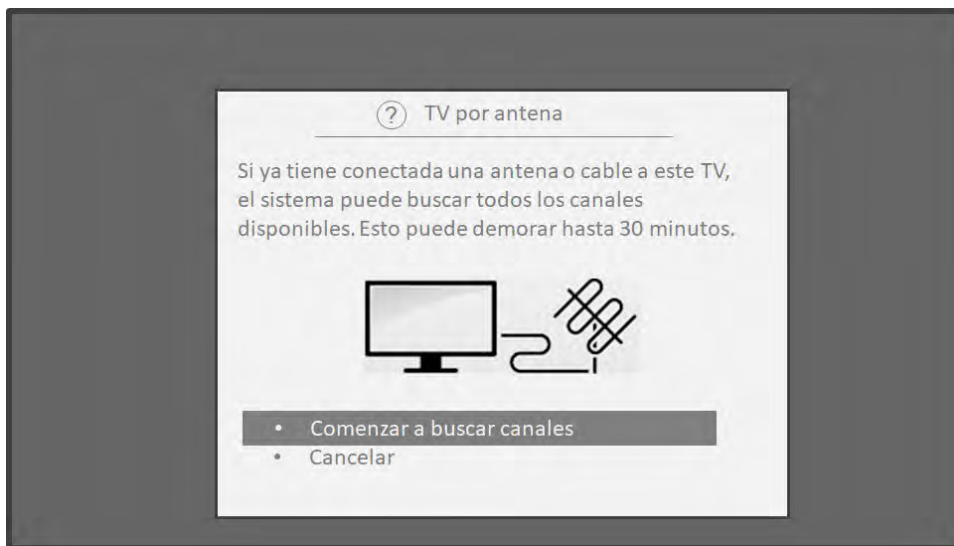 ? TV por antena
Si ya tiene conectada una antena o cable a este TV,
el sistema puede buscar todos los canales
disponibles. Esto puede demorar hasta 30 minutos.
• Comenzar a buscar canales
• Cancelar